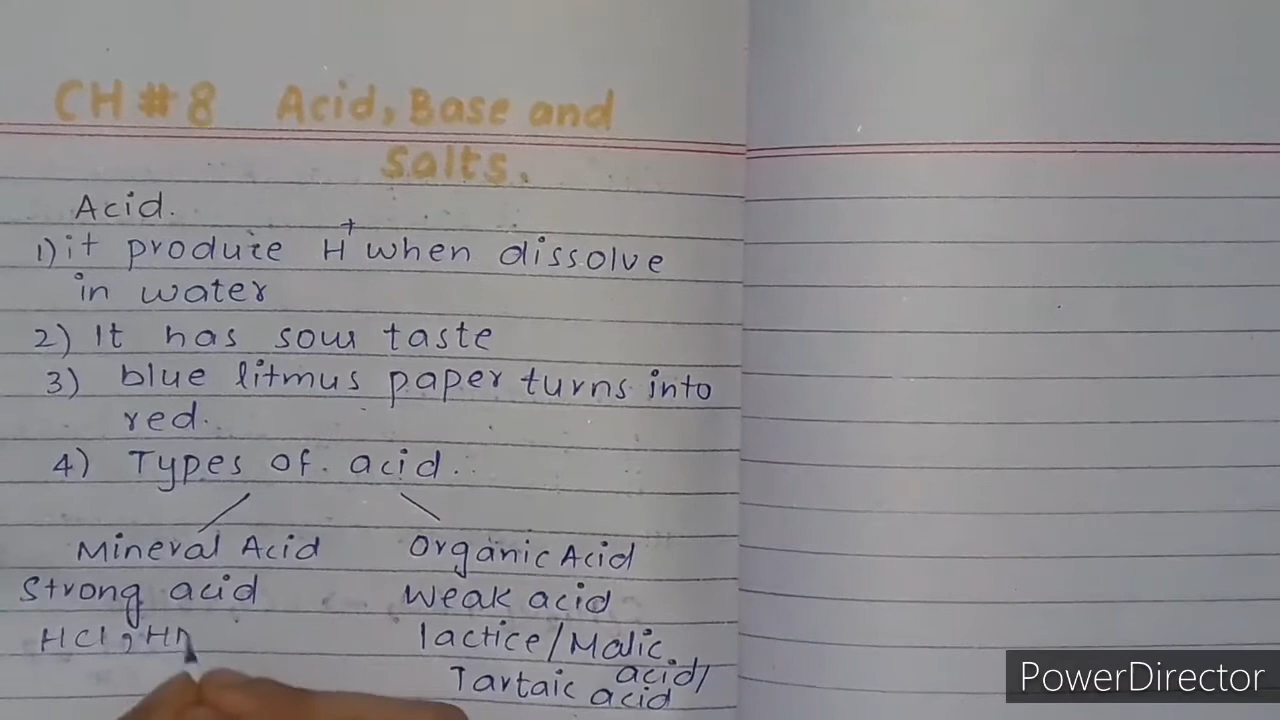 CH # 8 Acid, Base and
Salts.
Acid.
1) it produce H+ when dissolve
in water
2) It has sour taste
3) blue litmus paper turns into
red.
4) Types of acid.
Mineral Acid Organic Acid
Strong acid Weak acid
HCl, HN lactice/Malic
acid/
Tartaic acid
PowerDirector